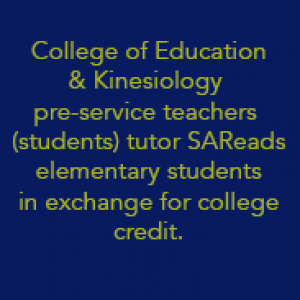 College of Education
& Kinesiology
pre-service teachers
(students) tutor SAReads
elementary students
in exchange for college
credit.